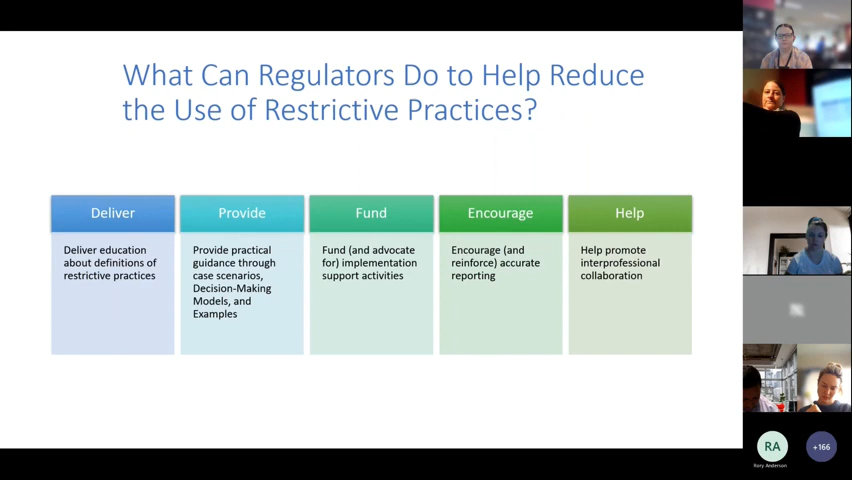 What Can Regulators Do to Help Reduce
the Use of Restrictive Practices?
Deliver
Deliver education
about definitions of
restrictive practices
Provide
Provide practical
guidance through
case scenarios,
Decision-Making
Models, and
Examples
Fund
Fund (and advocate
for) implementation
support activities
Encourage
Encourage (and
reinforce) accurate
reporting
Help
Help promote
interprofessional
collaboration
RA
Rory Anderson
+166